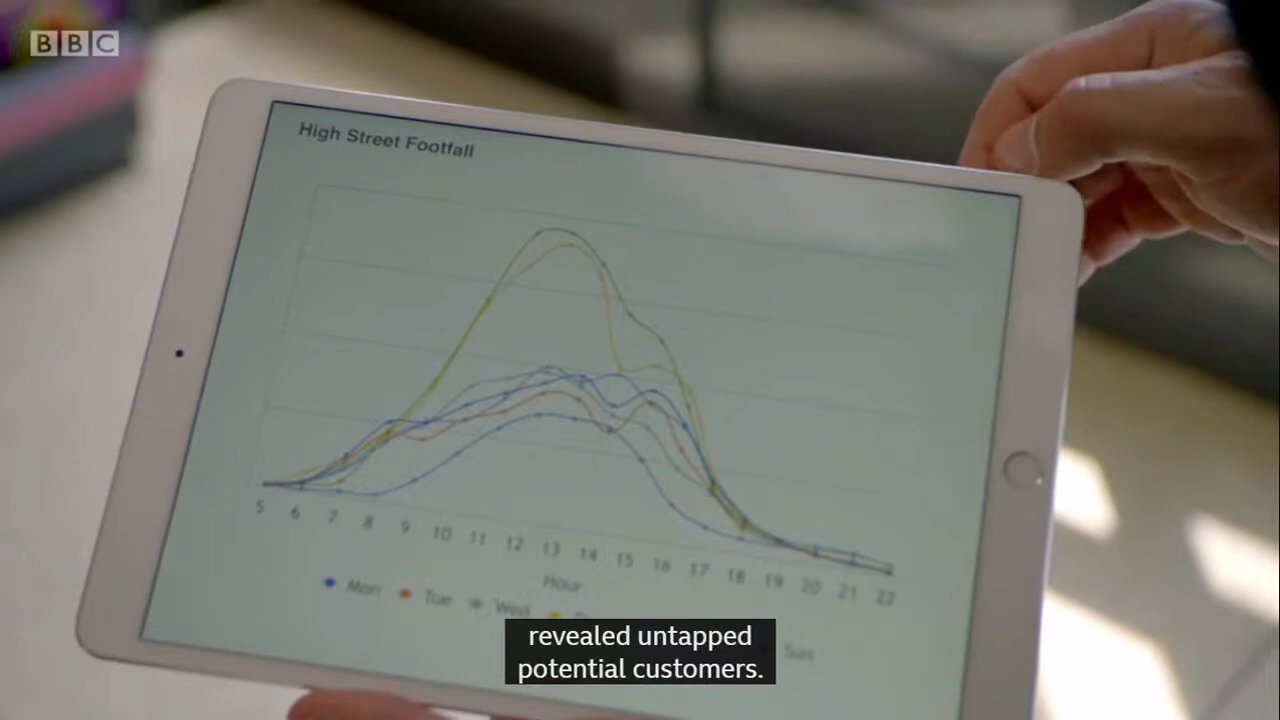 BBC
High Street Footfall
5 6 7 8 9 10 11 12 13 14 15 16 17 18 19 20 21 22
Hour
Mon Tue Wed Sun
revealed untapped
potential customers.